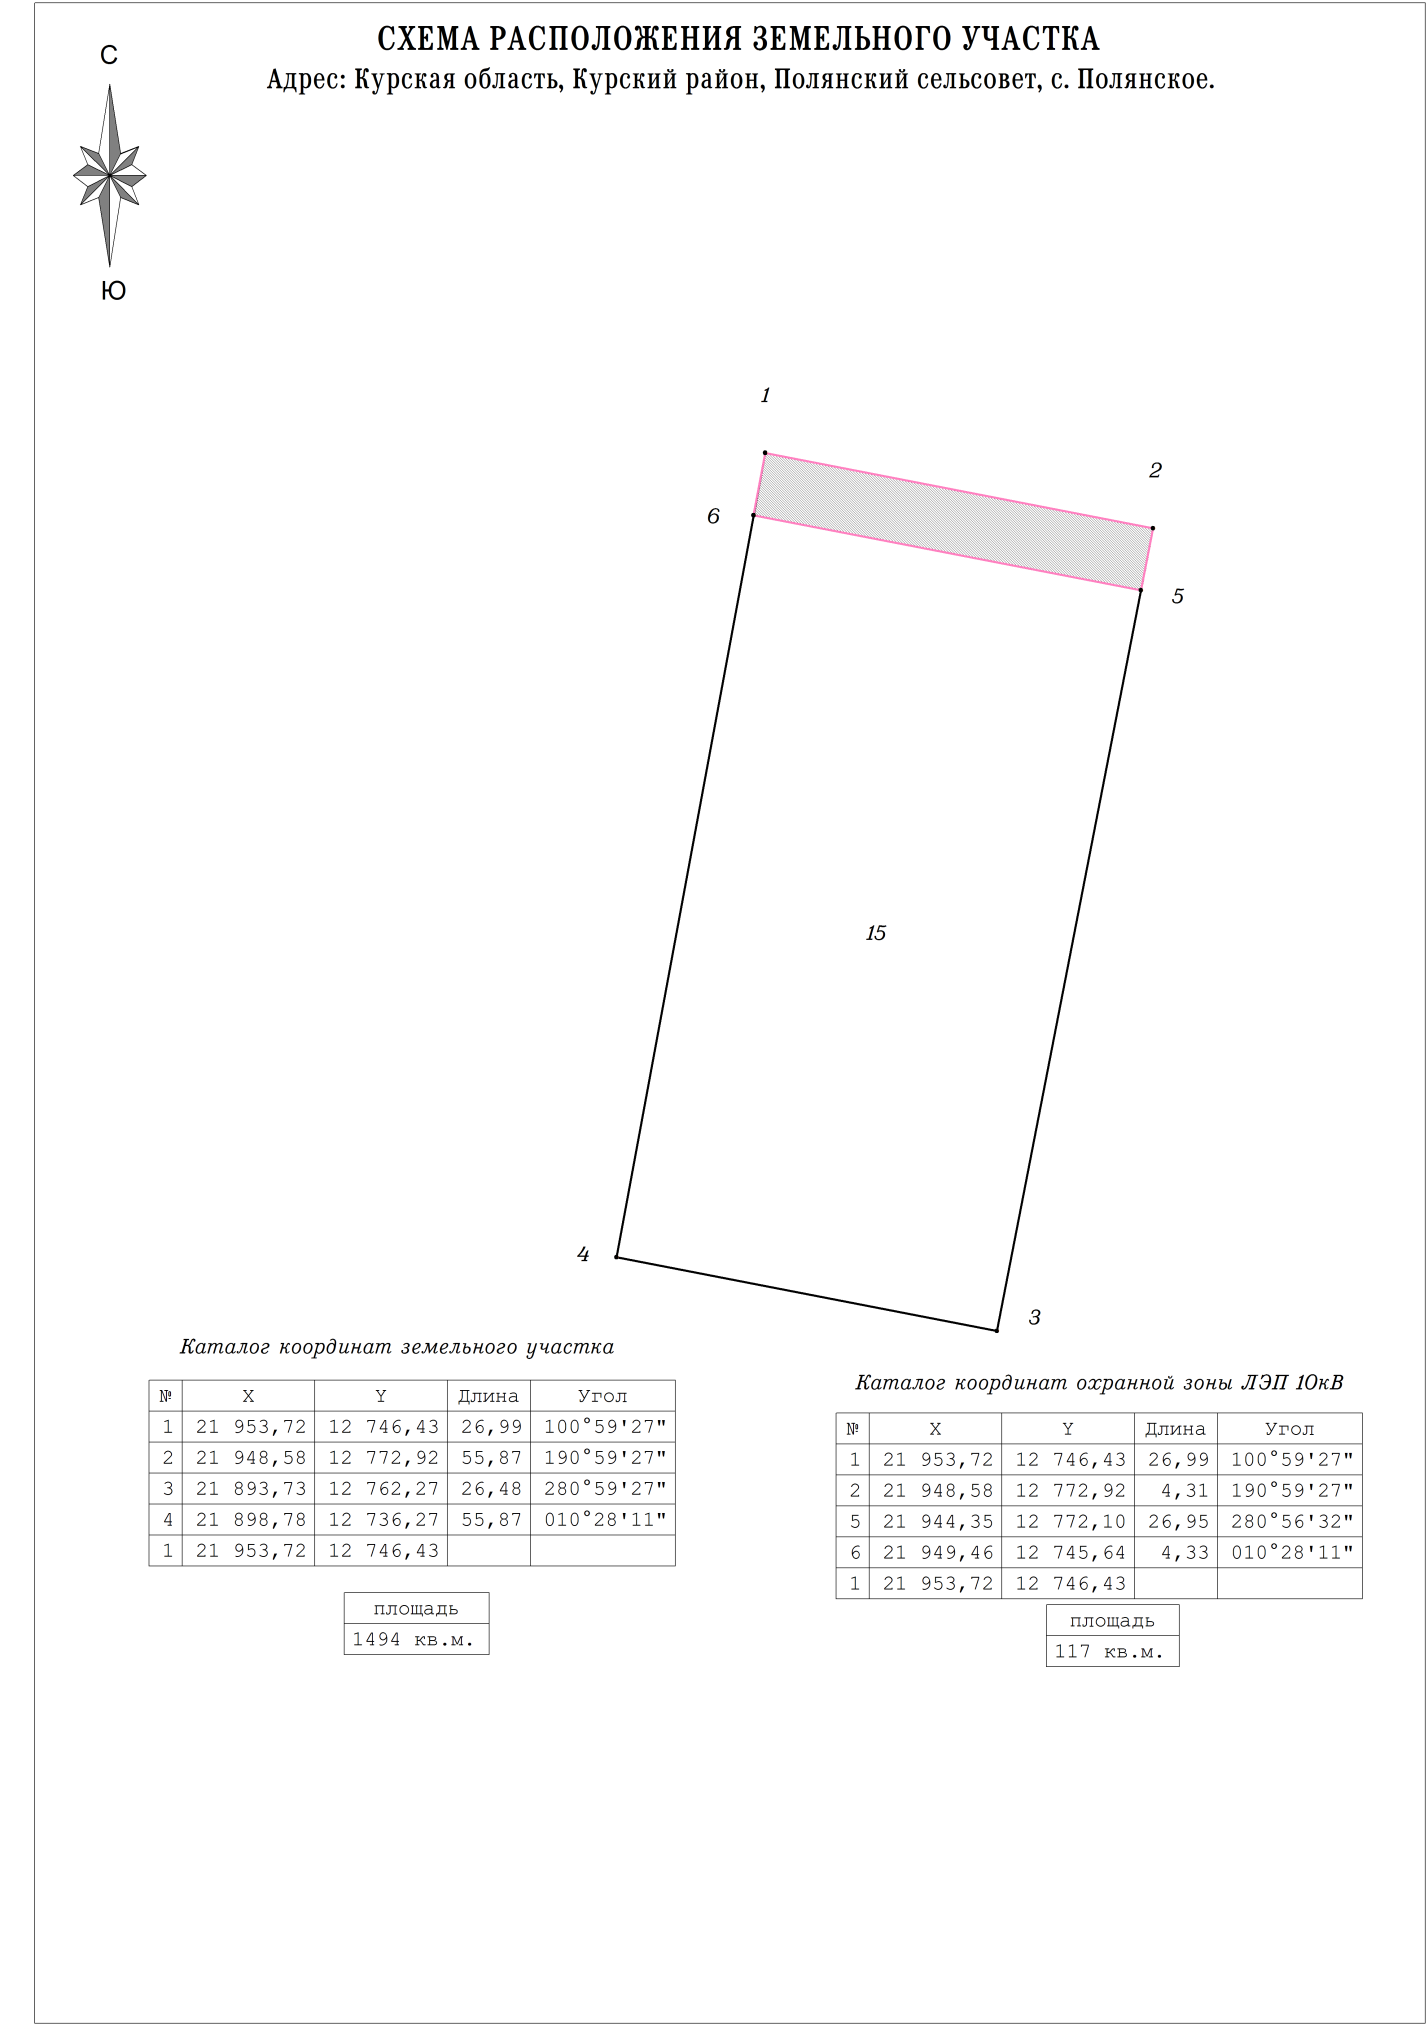 СХЕМА РАСПОЛОЖЕНИЯ ЗЕМЕЛЬНОГО УЧАСТКА
Адрес: Курская область, Курский район, Полянский сельсовет, с. Полянское.
С
Ю
1
2
6
5
15
4
3
Каталог координат земельного участка
№ X Y Длина Угол
1 21 953,72 12 746,43 26,99 100°59'27"
2 21 948,58 12 772,92 55,87 190°59'27"
3 21 893,73 12 762,27 26,48 280°59'27"
4 21 898,78 12 736,27 55,87 010°28'11"
1 21 953,72 12 746,43
площадь
1494 кв.м.
Каталог координат охранной зоны ЛЭП 10кВ
№ X Y Длина Угол
1 21 953,72 12 746,43 26,99 100°59'27"
2 21 948,58 12 772,92 4,31 190°59'27"
5 21 944,35 12 772,10 26,95 280°56'32"
6 21 949,46 12 745,64 4,33 010°28'11"
1 21 953,72 12 746,43
площадь
117 кв.м.